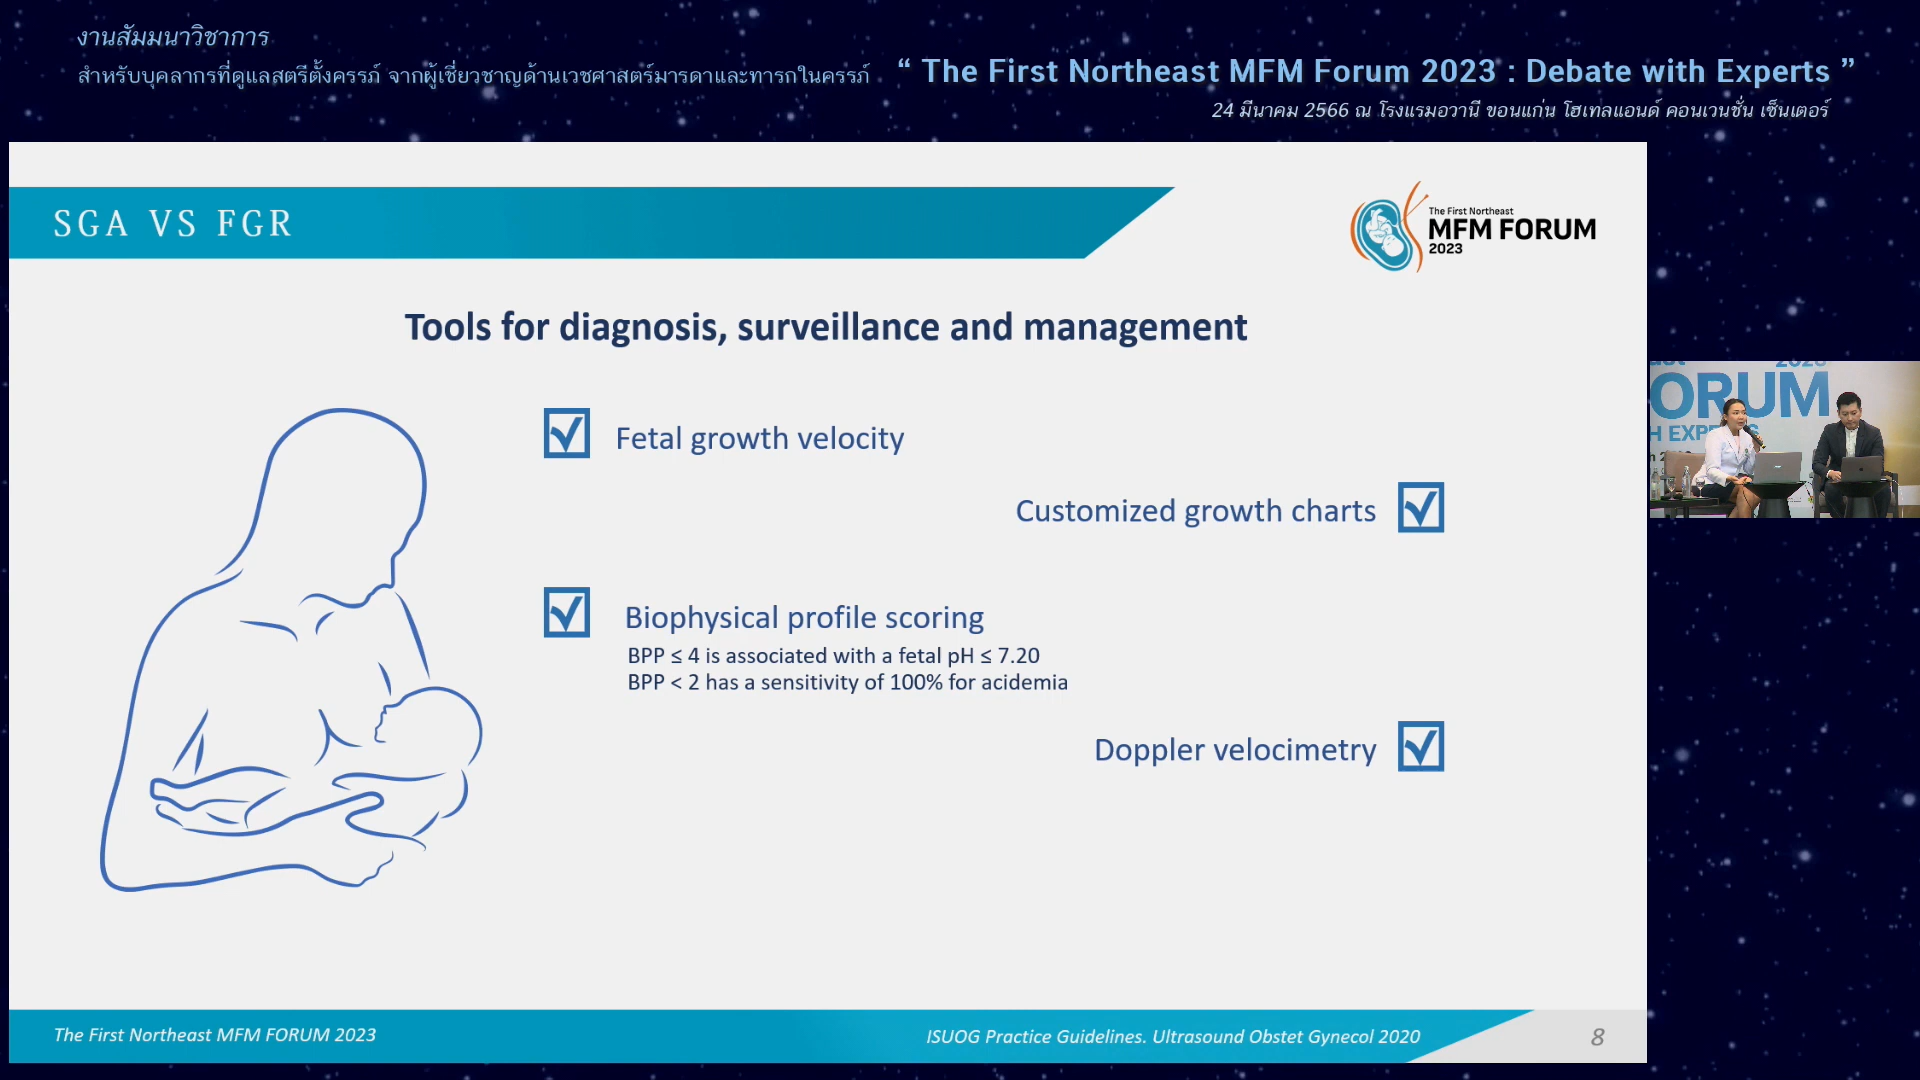 งานสัมมนาวิชาการ
สำหรับบุคลากรที่ดูแลสตรีตั้งครรภ์ จากผู้เชี่ยวชาญด้านเวชศาสตร์มารดาและทารกในครรภ์
“ The First Northeast MFM Forum 2023 : Debate with Experts ”
24 มีนาคม 2566 ณ โรงแรมอวานี ขอนแก่น โฮเทลแอนด์ คอนเวนชั่น เซ็นเตอร์
SGA VS FGR
The First Northeast
MFM FORUM
2023
Tools for diagnosis, surveillance and management
Fetal growth velocity
Customized growth charts
Biophysical profile scoring
BPP ≤ 4 is associated with a fetal pH ≤ 7.20
BPP < 2 has a sensitivity of 100% for acidemia
Doppler velocimetry
ORUM
H EXP
The First Northeast MFM FORUM 2023
ISUOG Practice Guidelines. Ultrasound Obstet Gynecol 2020
8